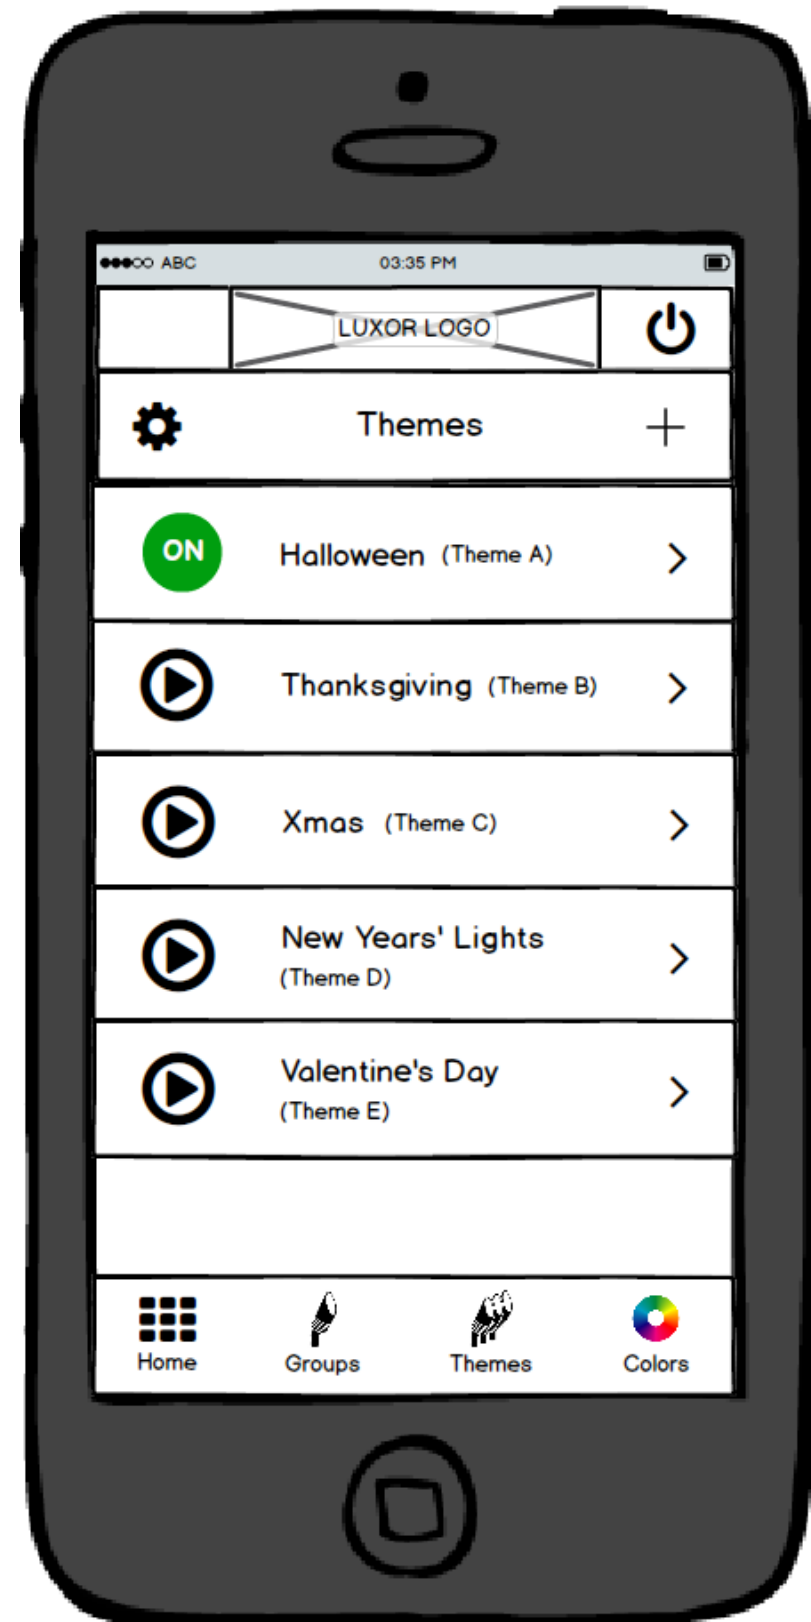 ABC 03:35 PM
LUXOR LOGO
Themes
ON Halloween (Theme A)
Thanksgiving (Theme B)
Xmas (Theme C)
New Years' Lights
(Theme D)
Valentine's Day
(Theme E)
Home Groups Themes Colors